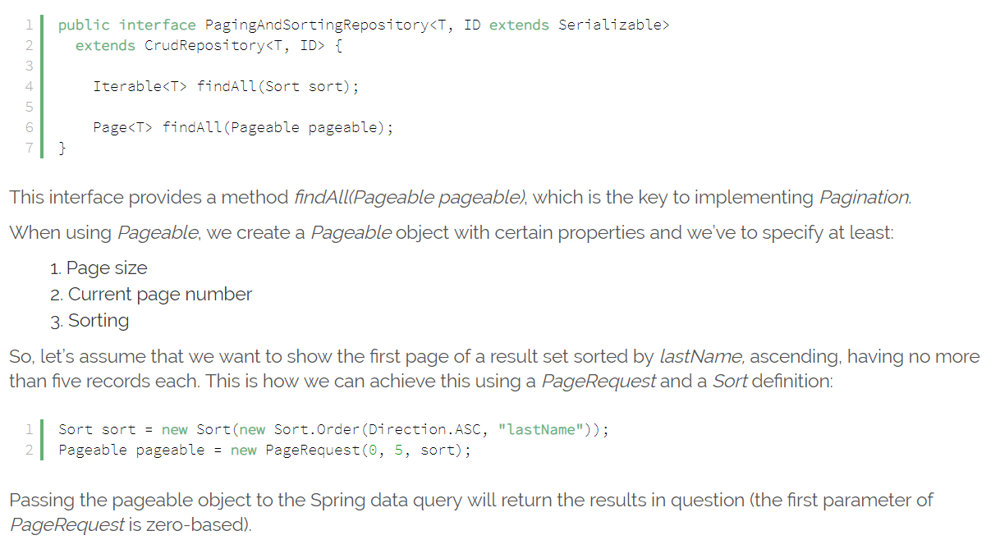 1 public interface PagingAndSortingRepository<T, ID extends Serializable>
2   extends CrudRepository<T, ID> {
3
4     Iterable<T> findAll(Sort sort);
5
6     Page<T> findAll(Pageable pageable);
7 }
This interface provides a method findAll(Pageable pageable), which is the key to implementing Pagination.
When using Pageable, we create a Pageable object with certain properties and we've to specify at least:
1. Page size
2. Current page number
3. Sorting
So, let's assume that we want to show the first page of a result set sorted by lastName, ascending, having no more
than five records each. This is how we can achieve this using a PageRequest and a Sort definition:
1 Sort sort = new Sort(new Sort.Order(Direction.ASC, "lastName"));
2 Pageable pageable = new PageRequest(0, 5, sort);
Passing the pageable object to the Spring data query will return the results in question (the first parameter of
PageRequest is zero-based).